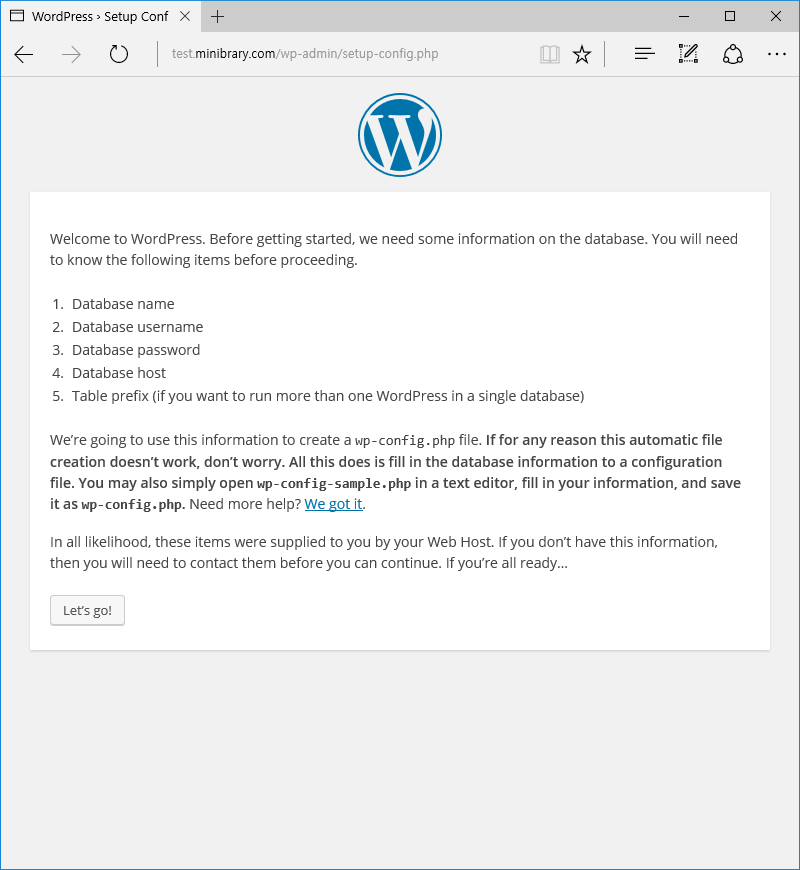 WordPress › Setup Conf
test.minibrary.com/wp-admin/setup-config.php
W
Welcome to WordPress. Before getting started, we need some information on the database. You will need
to know the following items before proceeding.
1. Database name
2. Database username
3. Database password
4. Database host
5. Table prefix (if you want to run more than one WordPress in a single database)
We’re going to use this information to create a wp-config.php file. If for any reason this automatic file
creation doesn’t work, don’t worry. All this does is fill in the database information to a configuration
file. You may also simply open wp-config-sample.php in a text editor, fill in your information, and save
it as wp-config.php. Need more help? We got it.
In all likelihood, these items were supplied to you by your Web Host. If you don’t have this information,
then you will need to contact them before you can continue. If you’re all ready…
Let’s go!